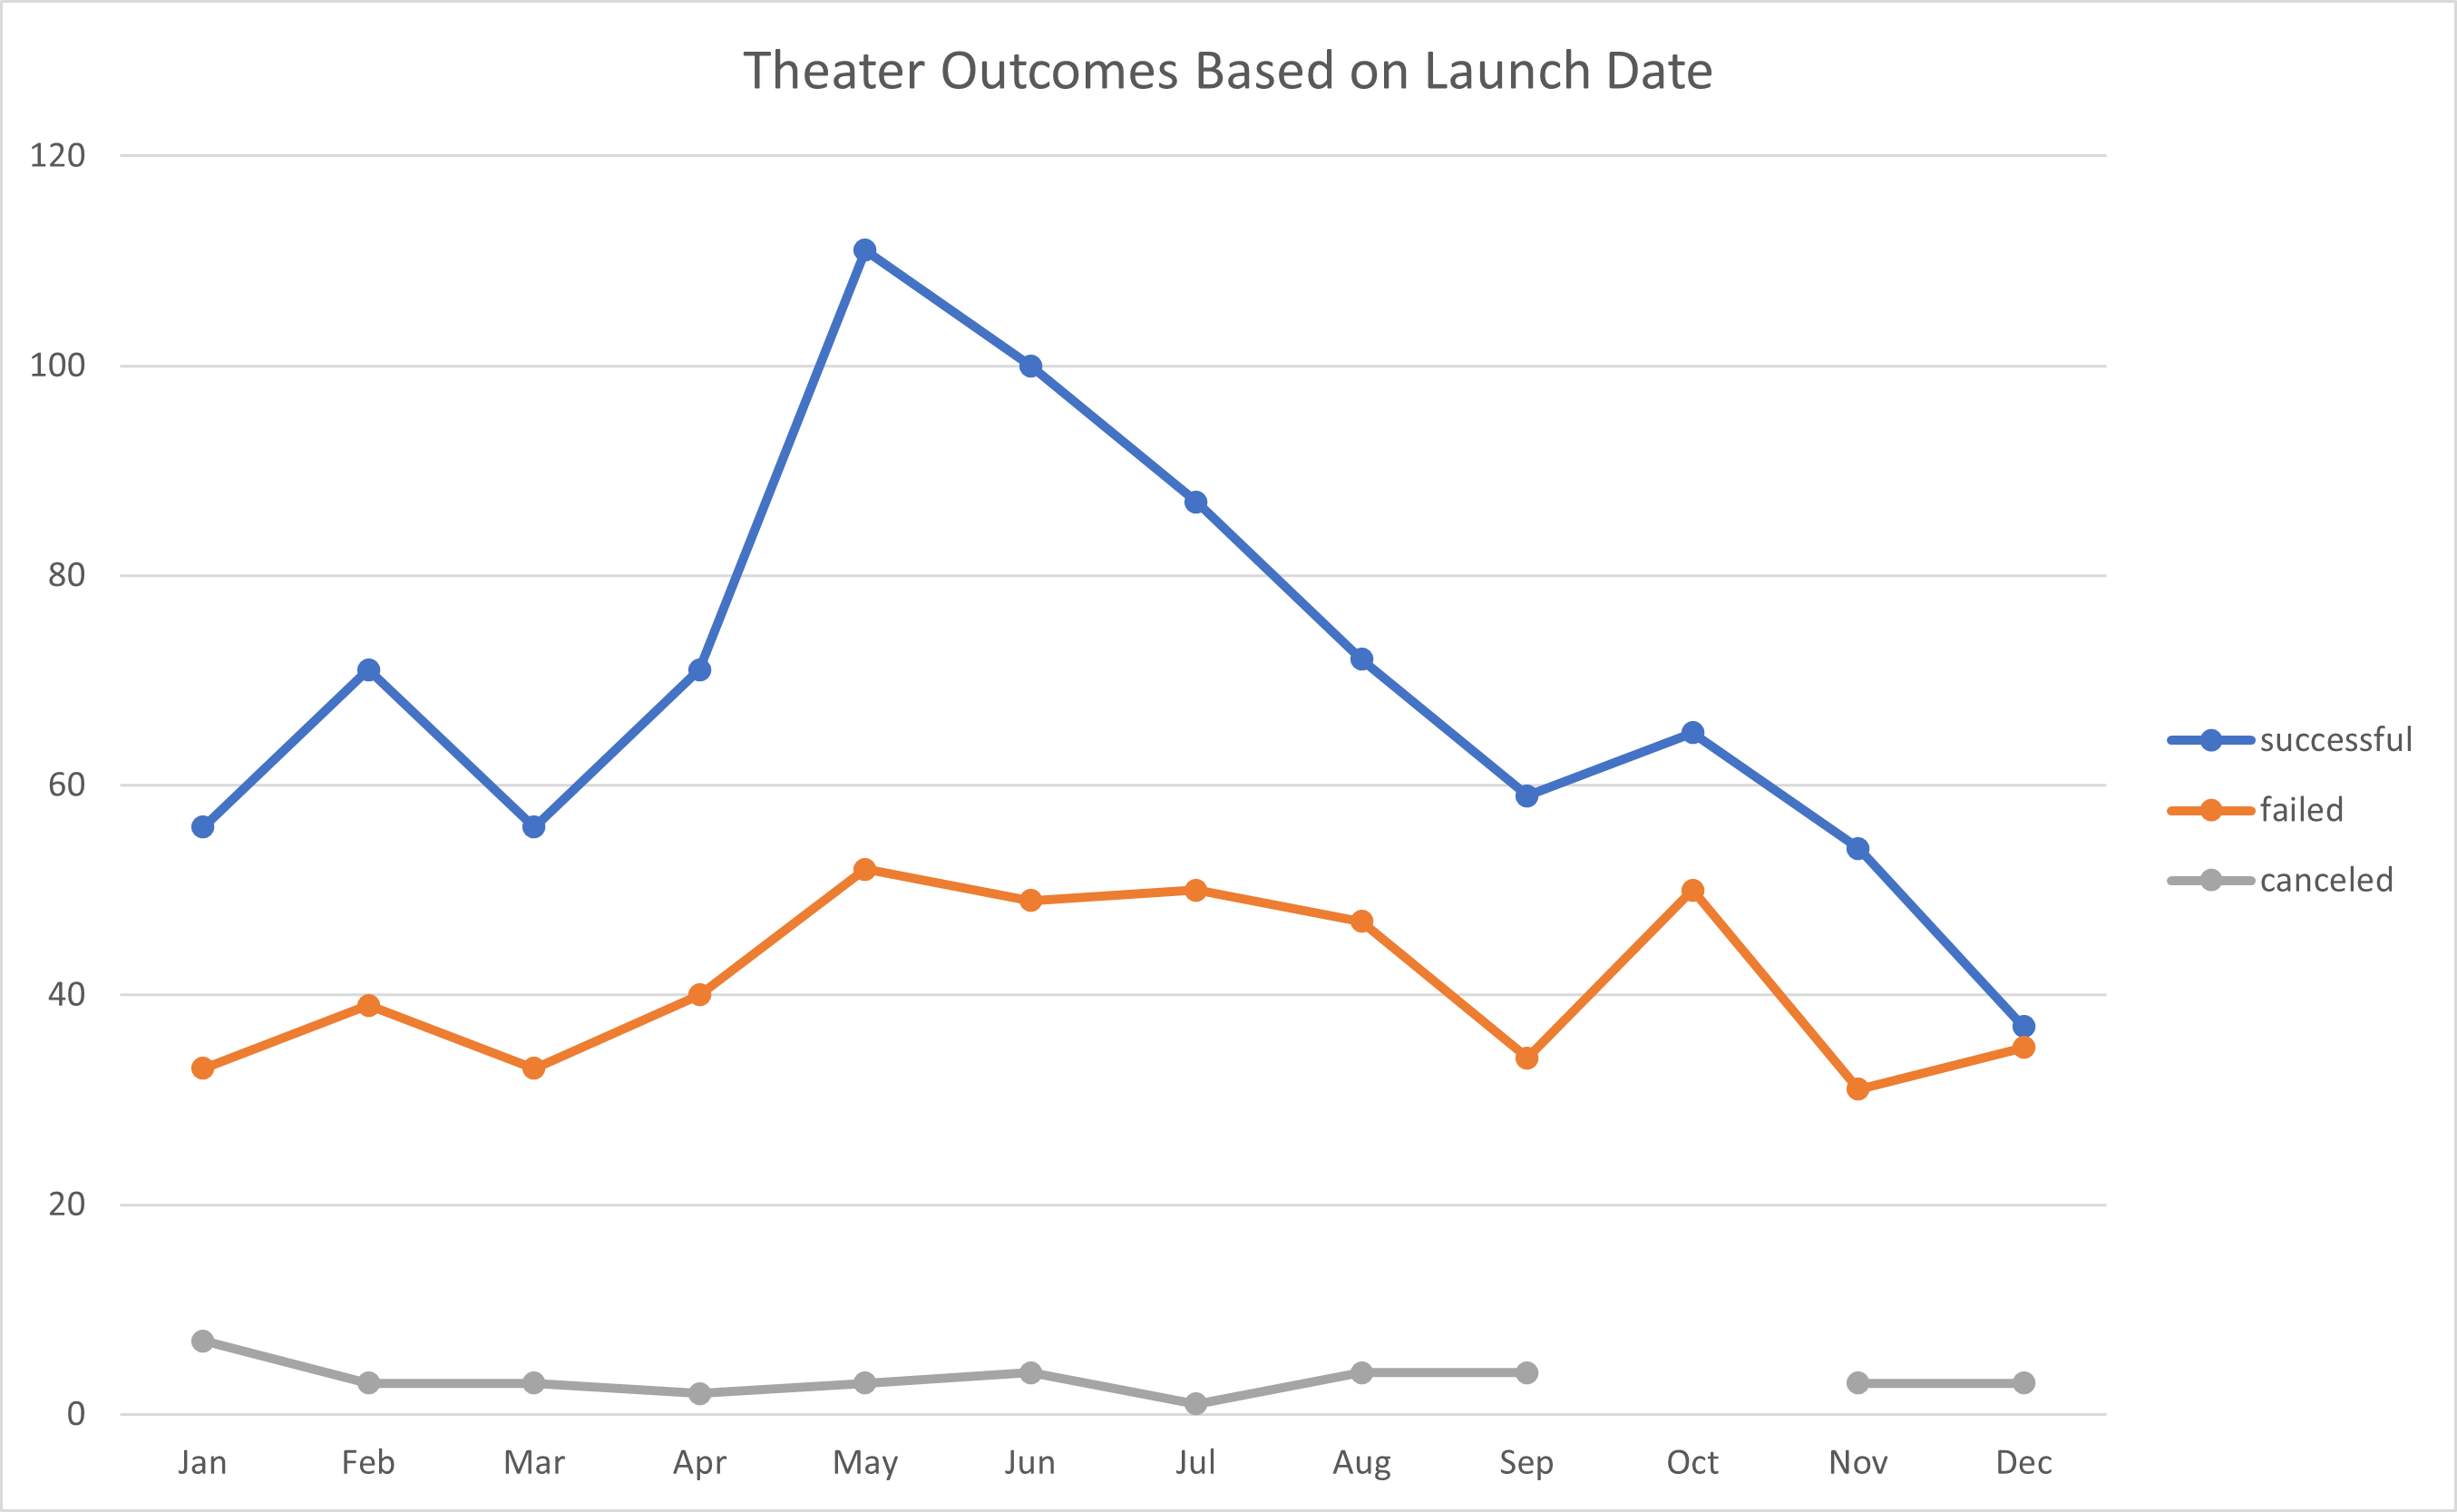 Theater Outcomes Based on Launch Date
120
100
80
60
40
20
0
Jan Feb Mar Apr May Jun Jul Aug Sep Oct Nov Dec
successful
failed
canceled